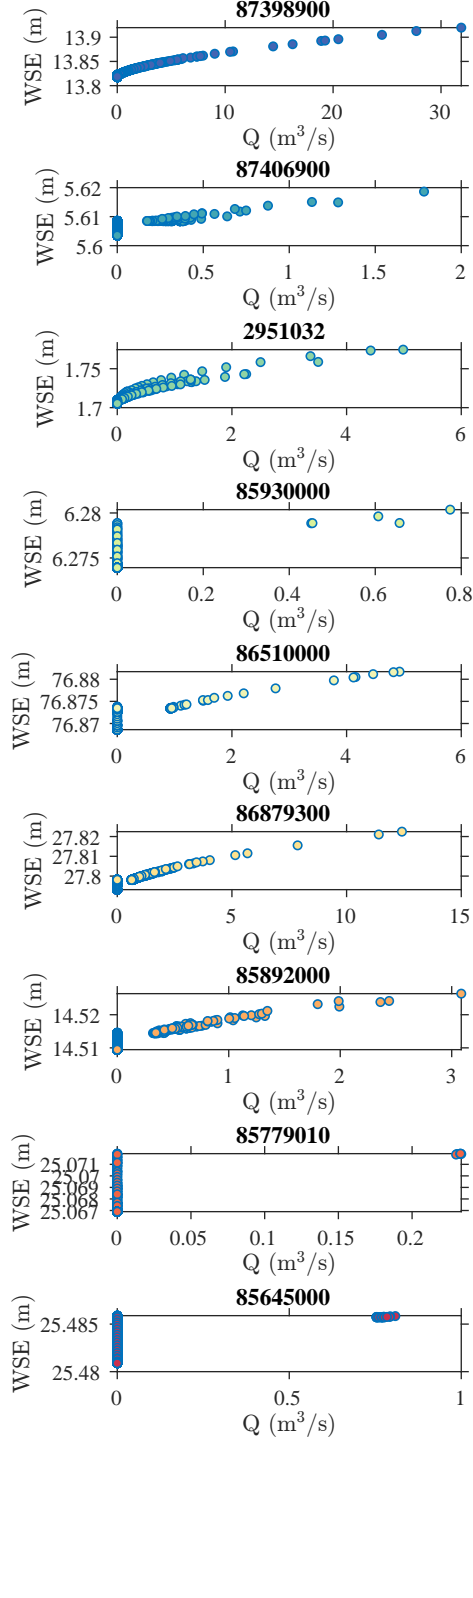 87398900
WSE (m)
13.9
13.85
13.8
0 10 20 30
Q (m³/s)
87406900
WSE (m)
5.62
5.61
5.6
0 0.5 1 1.5 2
Q (m³/s)
2951032
WSE (m)
1.75
1.7
0 2 4 6
Q (m³/s)
85930000
WSE (m)
6.28
6.275
0 0.2 0.4 0.6 0.8
Q (m³/s)
86510000
WSE (m)
76.88
76.875
76.87
0 2 4 6
Q (m³/s)
86879300
WSE (m)
27.82
27.81
27.8
0 5 10 15
Q (m³/s)
85892000
WSE (m)
14.52
14.51
0 1 2 3
Q (m³/s)
85779010
WSE (m)
25.071
25.07
25.069
25.068
25.067
0 0.05 0.1 0.15 0.2
Q (m³/s)
85645000
WSE (m)
25.485
25.48
0 0.5 1
Q (m³/s)